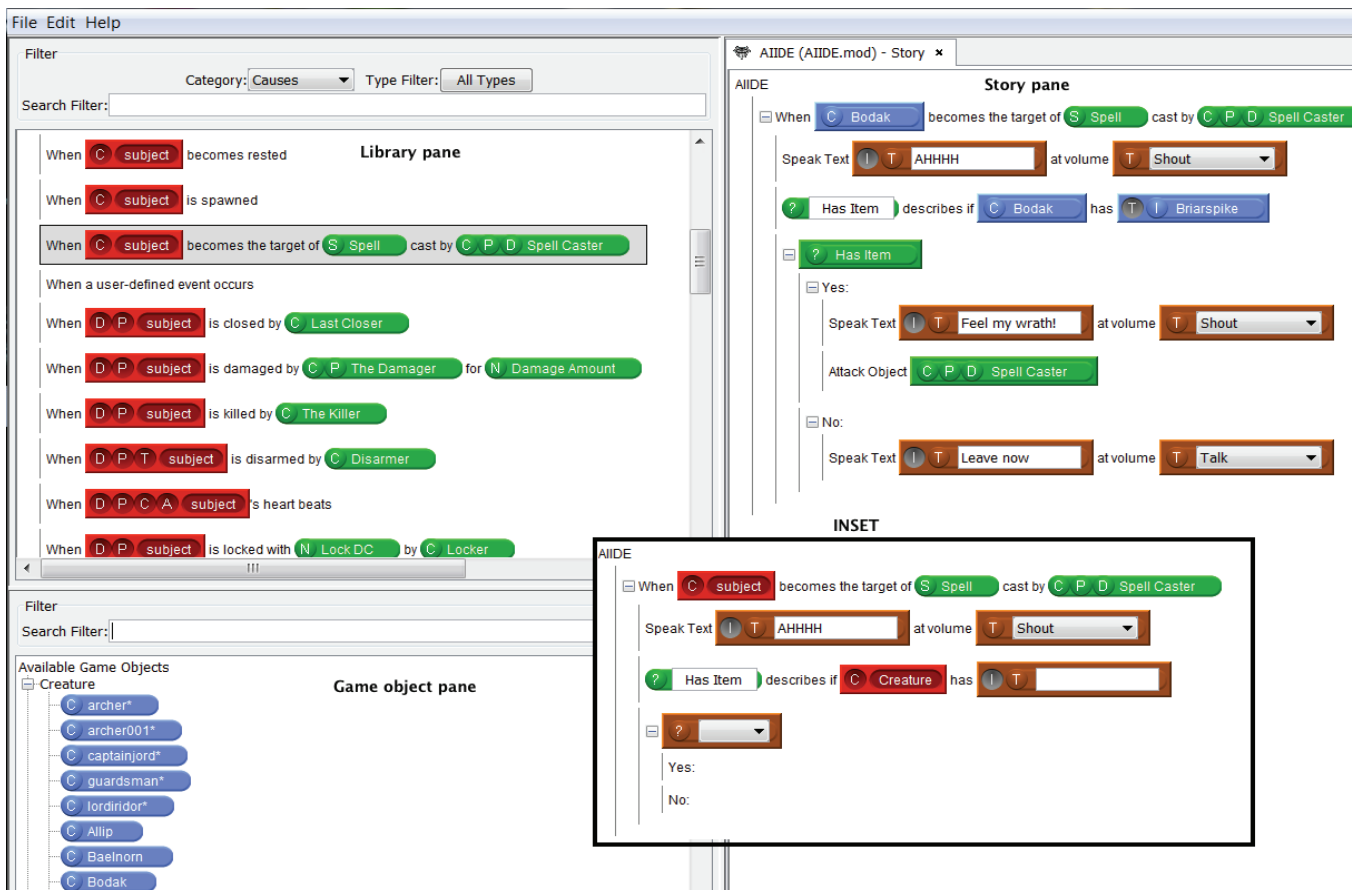 File Edit Help
Filter
Category: Causes Type Filter: All Types
Search Filter:
Library pane
When C subject becomes rested
When C subject is spawned
When C subject becomes the target of S Spell cast by C P D Spell Caster
When a user-defined event occurs
When D P subject is closed by C Last Closer
When D P subject is damaged by C P The Damager for N Damage Amount
When D P subject is killed by C The Killer
When D P T subject is disarmed by C Disarmer
When D P C A subject 's heart beats
When D P subject is locked with N Lock DC by C Locker
Filter
Search Filter:
Available Game Objects
Game object pane
Creature
C archer*
C archer001*
C captainjord*
C guardsman*
C lordiridor*
C Allip
C Baelnorn
C Bodak
AIIDE (AIIDE.mod) - Story ×
AIIDE
Story pane
When C Bodak becomes the target of S Spell cast by C P D Spell Caster
Speak Text I T AHHHH at volume T Shout
? Has Item describes if C Bodak has T I Briarspike
? Has Item
Yes:
Speak Text I T Feel my wrath! at volume T Shout
Attack Object C P D Spell Caster
No:
Speak Text I T Leave now at volume T Talk
INSET
AIIDE
When C subject becomes the target of S Spell cast by C P D Spell Caster
Speak Text I T AHHHH at volume T Shout
? Has Item describes if C Creature has I T
?
Yes:
No: